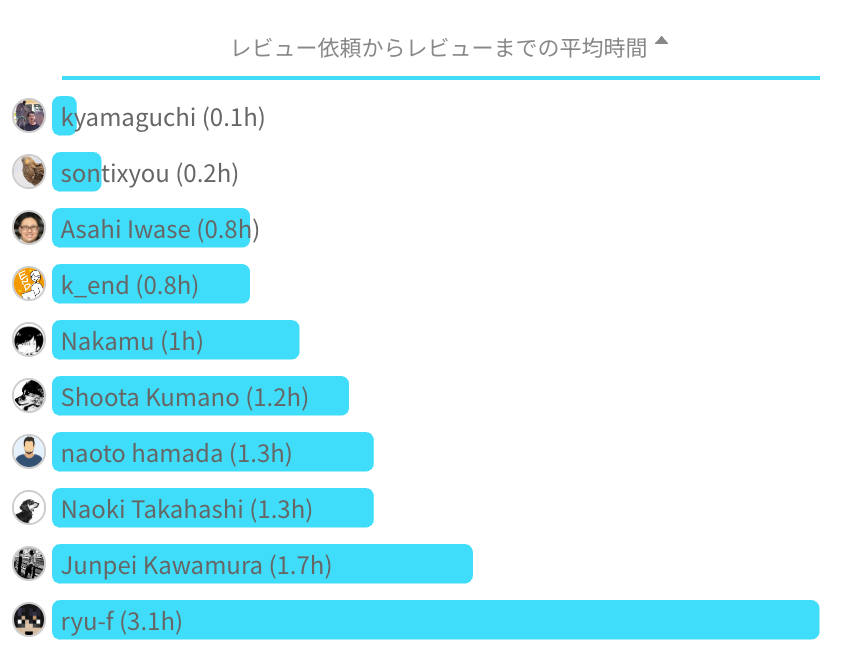 レビュー依頼からレビューまでの平均時間
kyamaguchi (0.1h)
sontixyou (0.2h)
Asahi Iwase (0.8h)
k_end (0.8h)
Nakamu (1h)
Shoota Kumano (1.2h)
naoto hamada (1.3h)
Naoki Takahashi (1.3h)
Junpei Kawamura (1.7h)
ryu-f (3.1h)